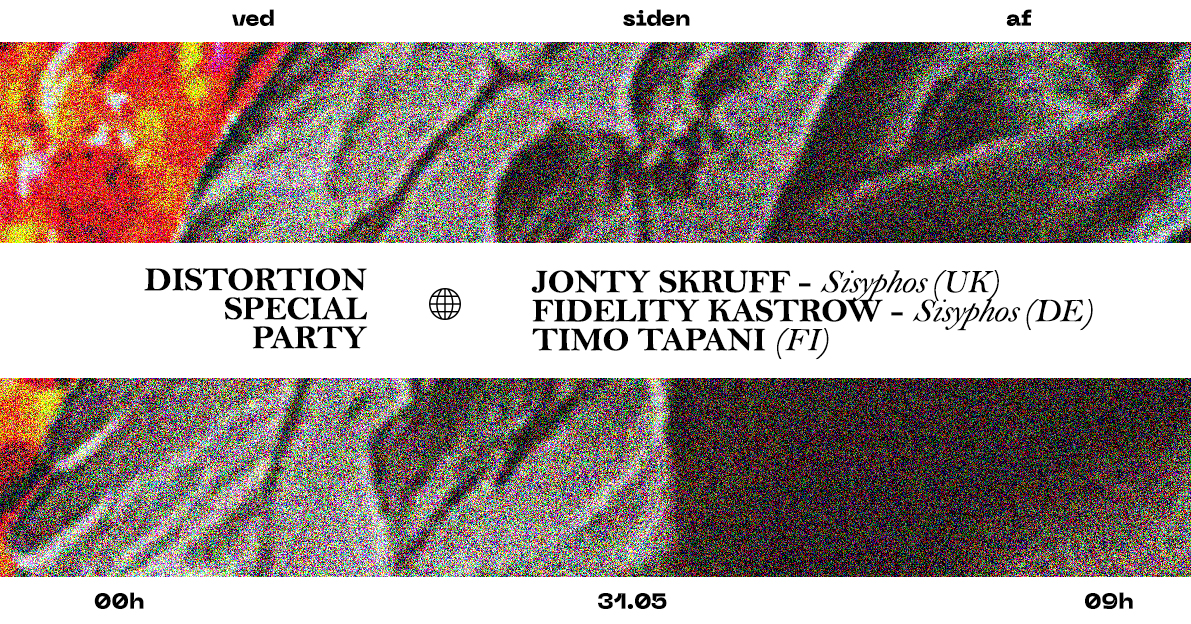 ved siden af
DISTORTION
SPECIAL
PARTY
JONTY SKRUFF - Sisyphos (UK)
FIDELITY KASTROW - Sisyphos (DE)
TIMO TAPANI (FI)
00h 31.05 09h